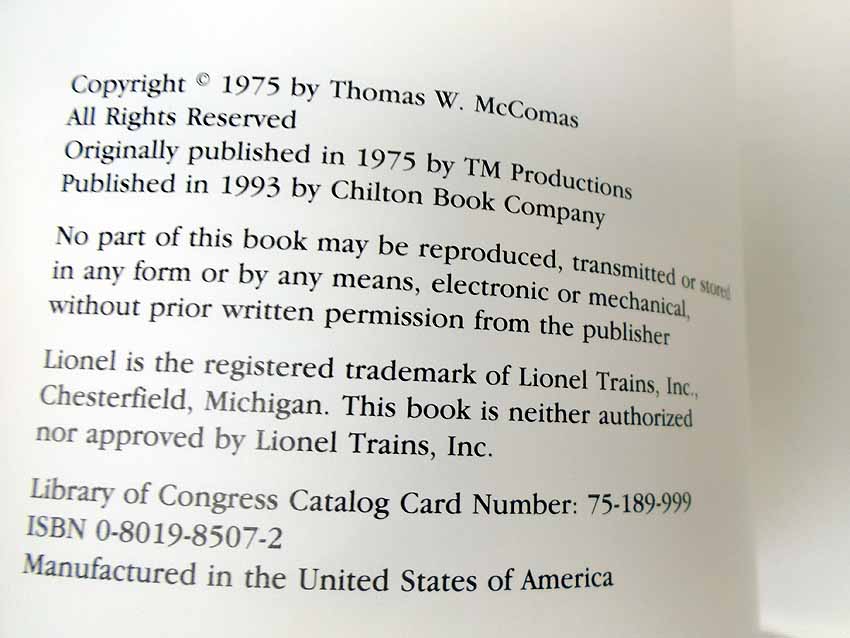 Copyright © 1975 by Thomas W. McComas
All Rights Reserved
Originally published in 1975 by TM Productions
Published in 1993 by Chilton Book Company
No part of this book may be reproduced, transmitted or stored
in any form or by any means, electronic or mechanical,
without prior written permission from the publisher
Lionel is the registered trademark of Lionel Trains, Inc.,
Chesterfield, Michigan. This book is neither authorized
nor approved by Lionel Trains, Inc.
Library of Congress Catalog Card Number: 75-189-999
ISBN 0-8019-8507-2
Manufactured in the United States of America